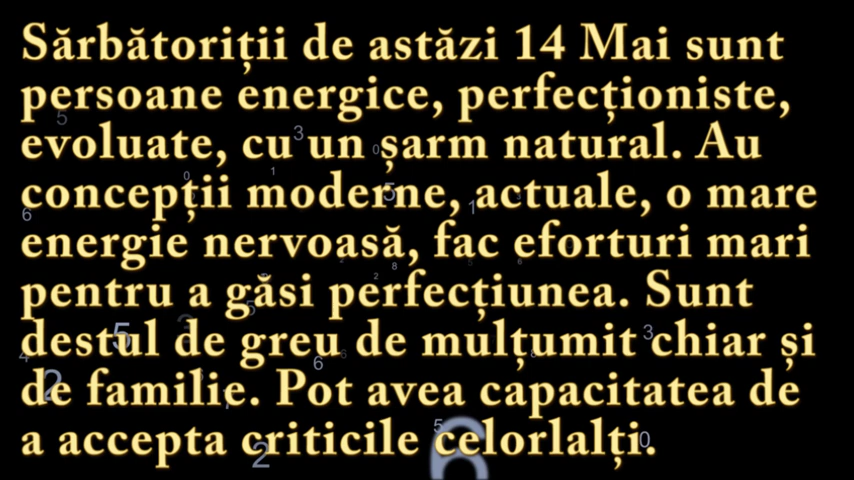 Sărbătoriții de astăzi 14 Mai sunt
persoane energice, perfecționiste,
evoluate, cu un șarm natural. Au
concepții moderne, actuale, o mare
energie nervoasă, fac eforturi mari
pentru a găsi perfecțiunea. Sunt
destul de greu de mulțumit chiar și
de familie. Pot avea capacitatea de
a accepta criticile celorlalți.